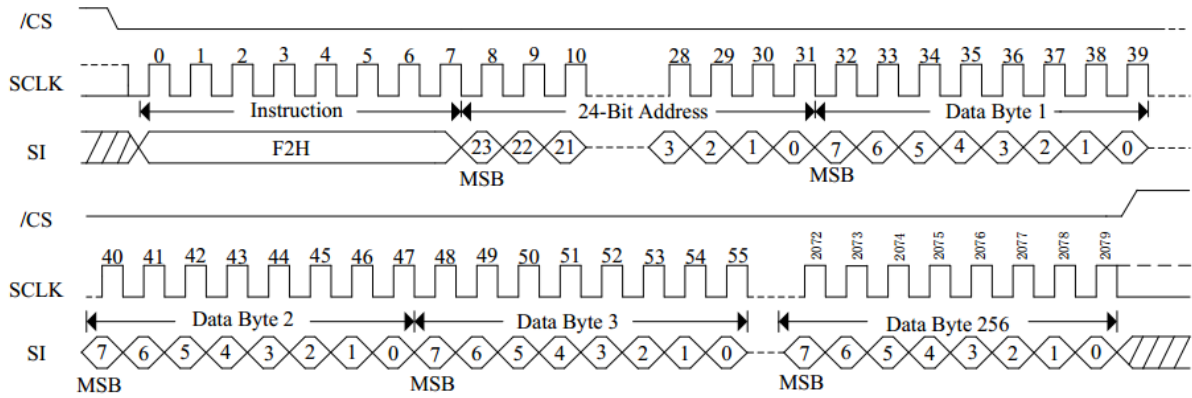 /CS
0 1 2 3 4 5 6 7 8 9 10 28 29 30 31 32 33 34 35 36 37 38 39
SCLK
Instruction 24-Bit Address Data Byte 1
SI F2H 23 22 21 3 2 1 0 7 6 5 4 3 2 1 0
MSB MSB
/CS
40 41 42 43 44 45 46 47 48 49 50 51 52 53 54 55 2072 2073 2074 2075 2076 2077 2078 2079
SCLK
Data Byte 2 Data Byte 3 Data Byte 256
SI 7 6 5 4 3 2 1 0 7 6 5 4 3 2 1 0 7 6 5 4 3 2 1 0
MSB MSB MSB